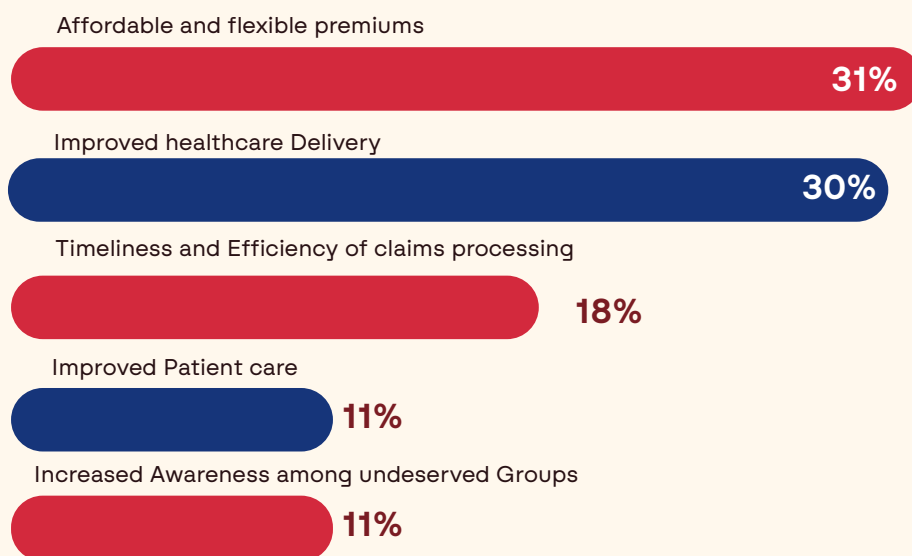 Affordable and flexible premiums
31%
Improved healthcare Delivery
30%
Timeliness and Efficiency of claims processing
18%
Improved Patient care
11%
Increased Awareness among undeserved Groups
11%